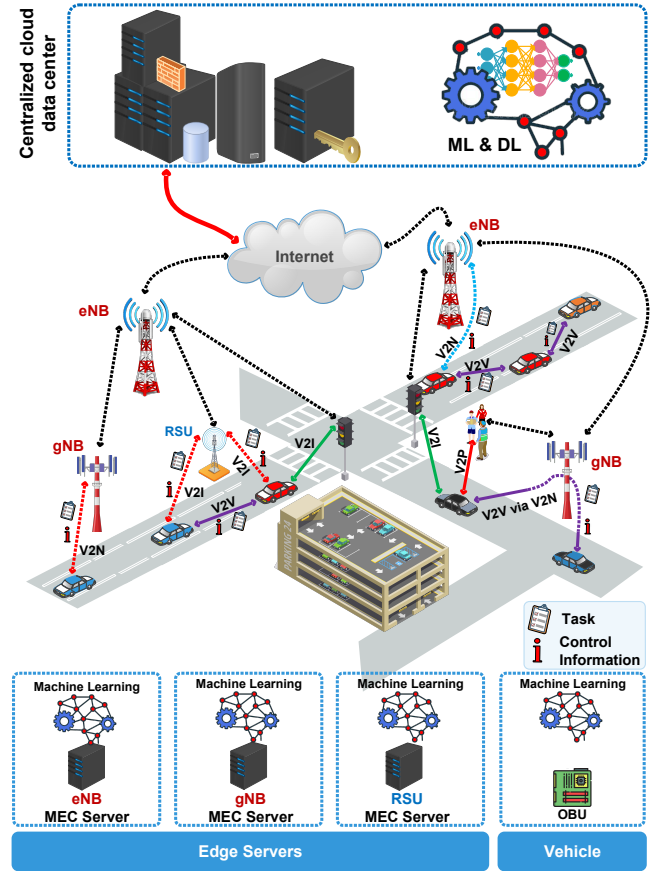 Centralized cloud
data center
ML & DL
Internet
eNB
eNB
V2N
V2V
V2V
RSU
gNB
V2I
V2I
V2I
V2I
V2P
gNB
V2V
V2N
V2V via V2N
PARKING 24
Task
Control
Information
Machine Learning
eNB
MEC Server
Machine Learning
gNB
MEC Server
Machine Learning
RSU
MEC Server
Machine Learning
OBU
Edge Servers
Vehicle